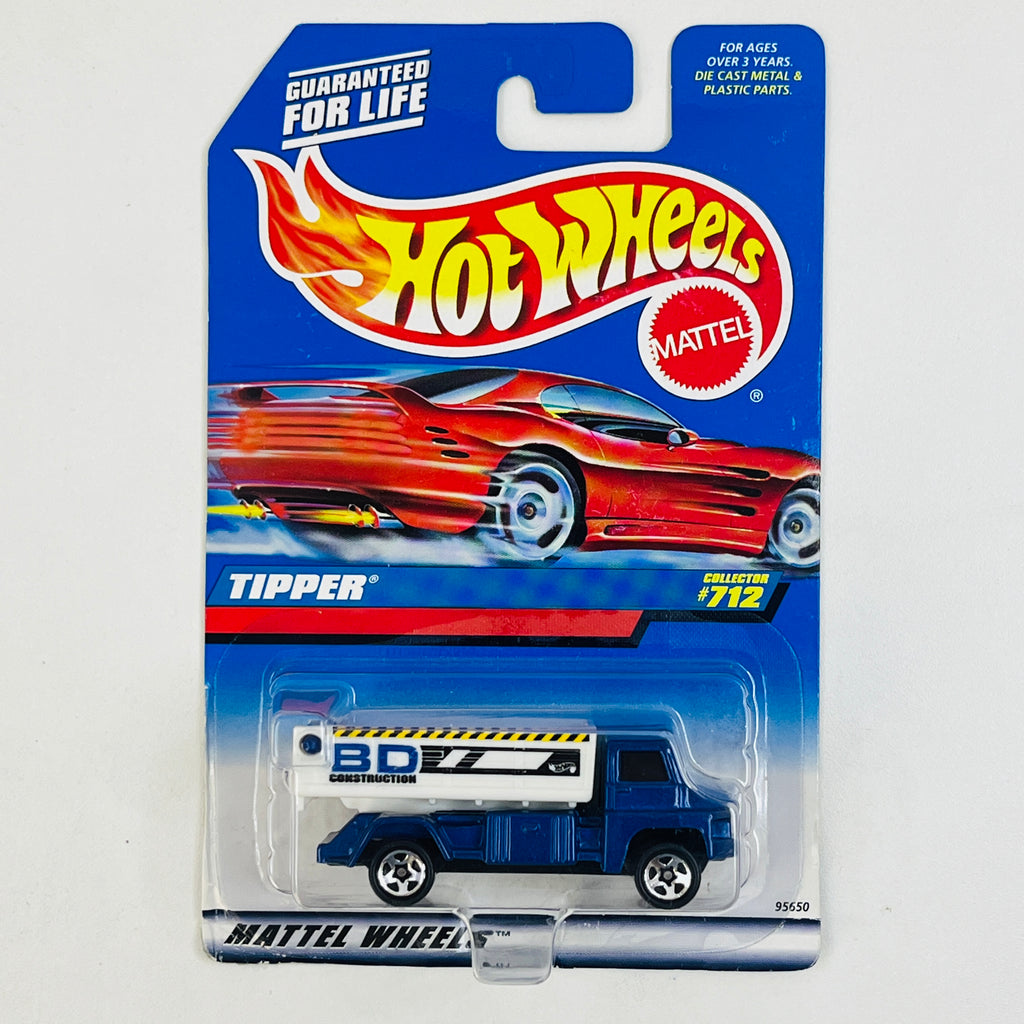 GUARANTEED
FOR LIFE
FOR AGES
OVER 3 YEARS.
DIE CAST METAL &
PLASTIC PARTS.
HOT WHEELS
MATTEL
®
TIPPER®
COLLECTOR
#712
BD
CONSTRUCTION
95650
MATTEL WHEELS™